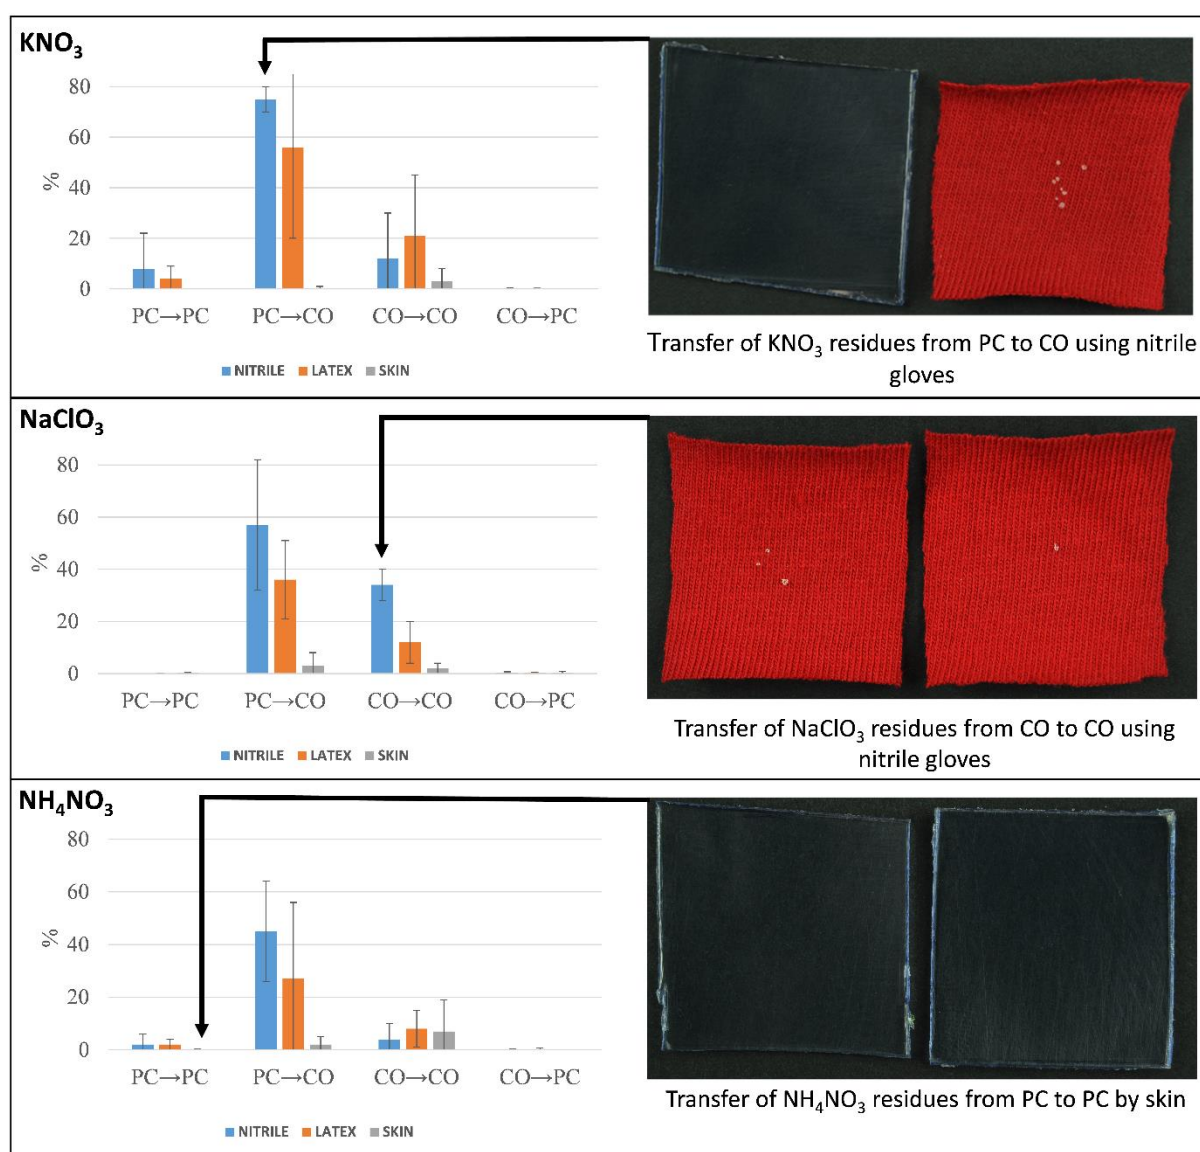 KNO₃
80
60
40
20
0
%
PC→PC PC→CO CO→CO CO→PC
NITRILE LATEX SKIN
Transfer of KNO₃ residues from PC to CO using nitrile
gloves
NaClO₃
80
60
40
20
0
%
PC→PC PC→CO CO→CO CO→PC
NITRILE LATEX SKIN
Transfer of NaClO₃ residues from CO to CO using
nitrile gloves
NH₄NO₃
80
60
40
20
0
%
PC→PC PC→CO CO→CO CO→PC
NITRILE LATEX SKIN
Transfer of NH₄NO₃ residues from PC to PC by skin